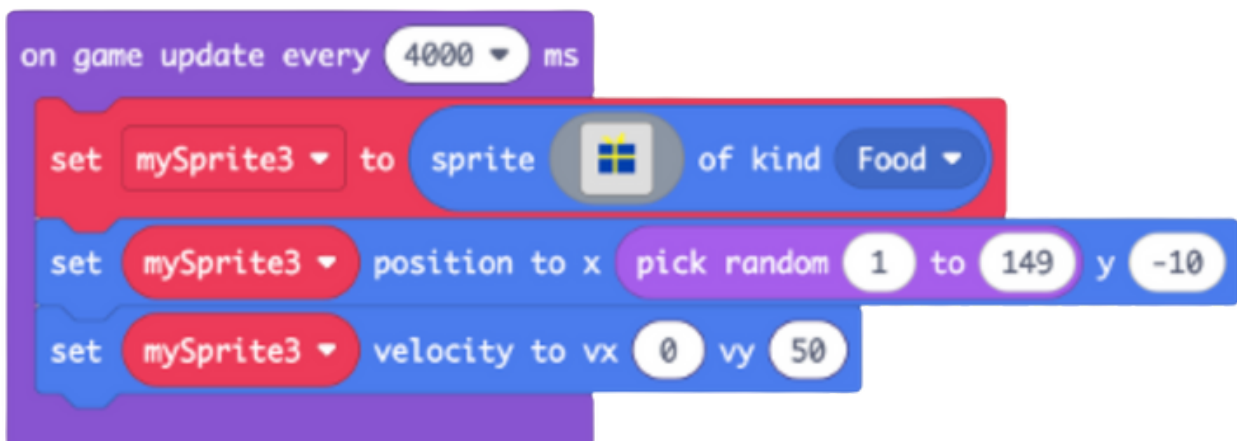 on game update every 4000 ms
set mySprite3 to sprite of kind Food
set mySprite3 position to x pick random 1 to 149 y -10
set mySprite3 velocity to vx 0 vy 50